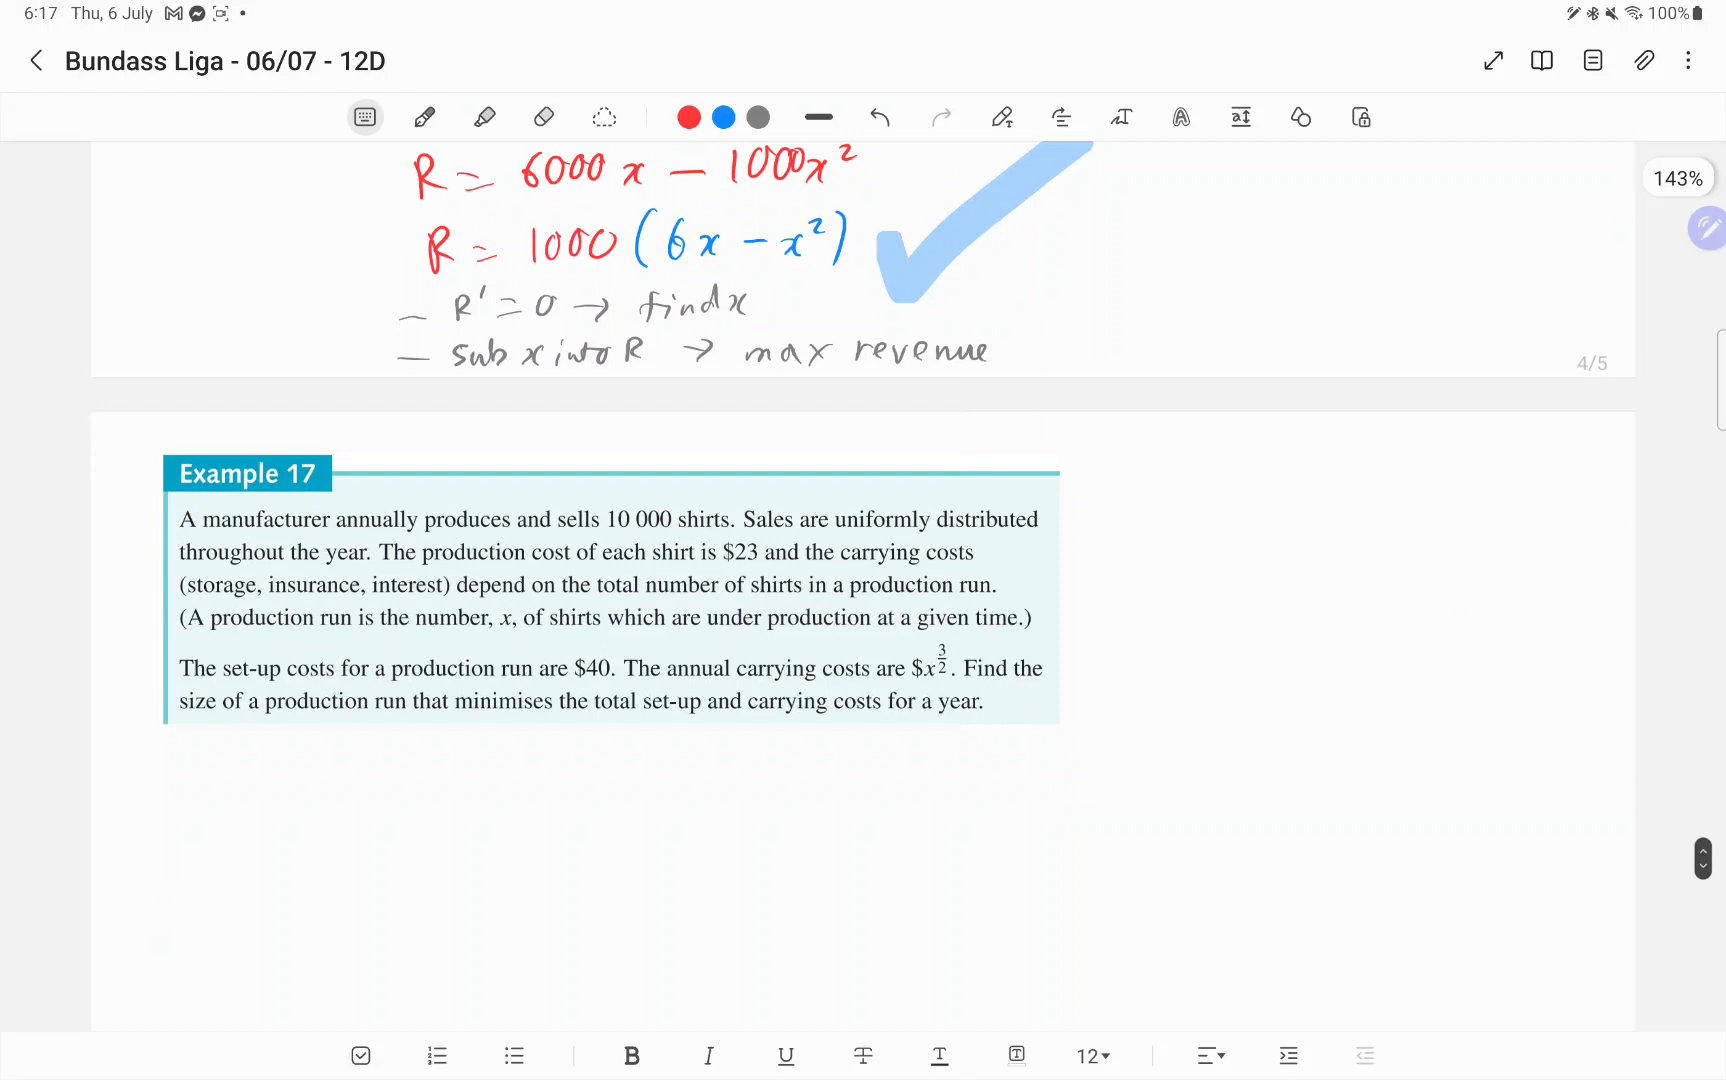 6:17 Thu, 6 July
100%
Bundass Liga - 06/07 - 12D
143%
R = 6000x - 1000x²
R = 1000(6x - x²)
- R' = 0 → find x
- sub x into R → max revenue
4/5
Example 17
A manufacturer annually produces and sells 10 000 shirts. Sales are uniformly distributed
throughout the year. The production cost of each shirt is $23 and the carrying costs
(storage, insurance, interest) depend on the total number of shirts in a production run.
(A production run is the number, x, of shirts which are under production at a given time.)
The set-up costs for a production run are $40. The annual carrying costs are $x^(3/2). Find the
size of a production run that minimises the total set-up and carrying costs for a year.
B I U T T T 12